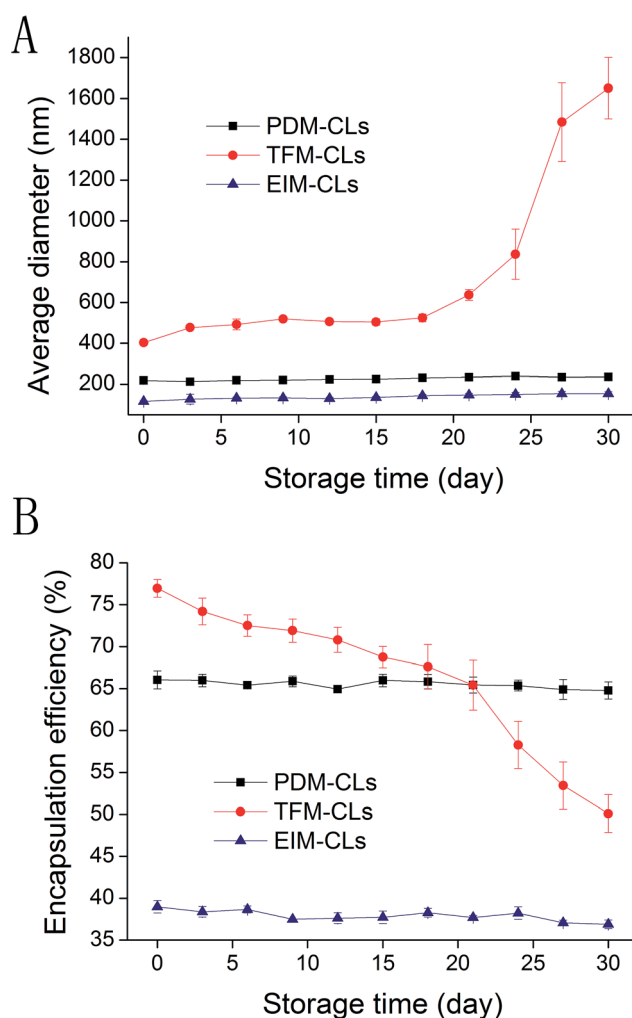 A
1800
1600
1400
1200
1000
800
600
400
200
Average diameter (nm)
PDM-CLs
TFM-CLs
EIM-CLs
0 5 10 15 20 25 30
Storage time (day)
B
80
75
70
65
60
55
50
45
40
35
Encapsulation efficiency (%)
PDM-CLs
TFM-CLs
EIM-CLs
0 5 10 15 20 25 30
Storage time (day)